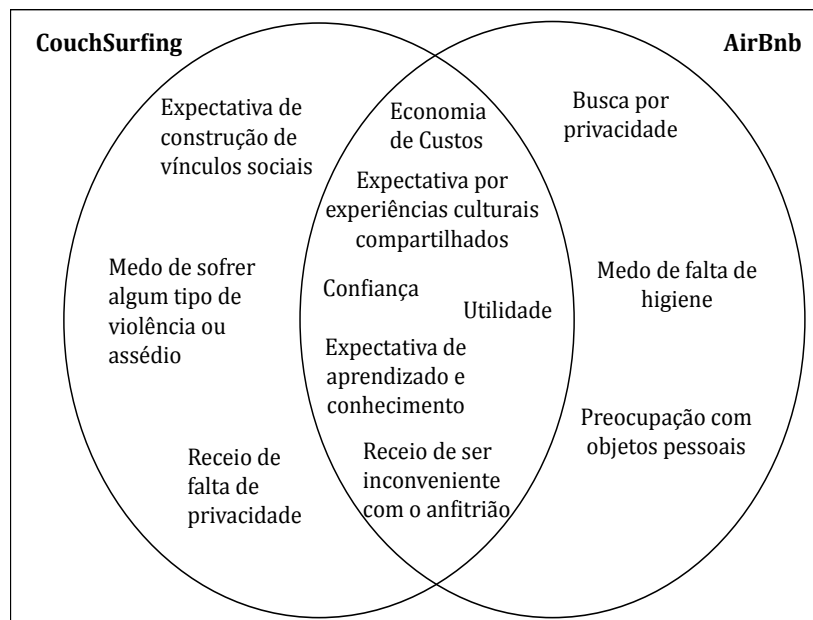 CouchSurfing
AirBnb
Expectativa de
construção de
vínculos sociais
Medo de sofrer
algum tipo de
violência ou
assédio
Receio de
falta de
privacidade
Economia
de Custos
Expectativa por
experiências culturais
compartilhados
Confiança
Utilidade
Expectativa de
aprendizado e
conhecimento
Receio de ser
inconveniente
com o anfitrião
Busca por
privacidade
Medo de falta de
higiene
Preocupação com
objetos pessoais